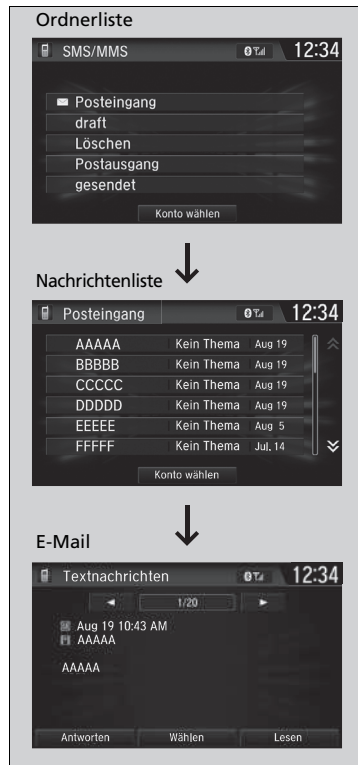 Ordnerliste
SMS/MMS 12:34
Posteingang
draft
Löschen
Postausgang
gesendet
Konto wählen
Nachrichtenliste
Posteingang 12:34
AAAAA Kein Thema Aug 19
BBBBB Kein Thema Aug 19
CCCCC Kein Thema Aug 19
DDDDD Kein Thema Aug 19
EEEEE Kein Thema Aug 5
FFFFF Kein Thema Jul. 14
Konto wählen
E-Mail
Textnachrichten 12:34
1/20
Aug 19 10:43 AM
AAAAA
AAAAA
Antworten Wählen Lesen